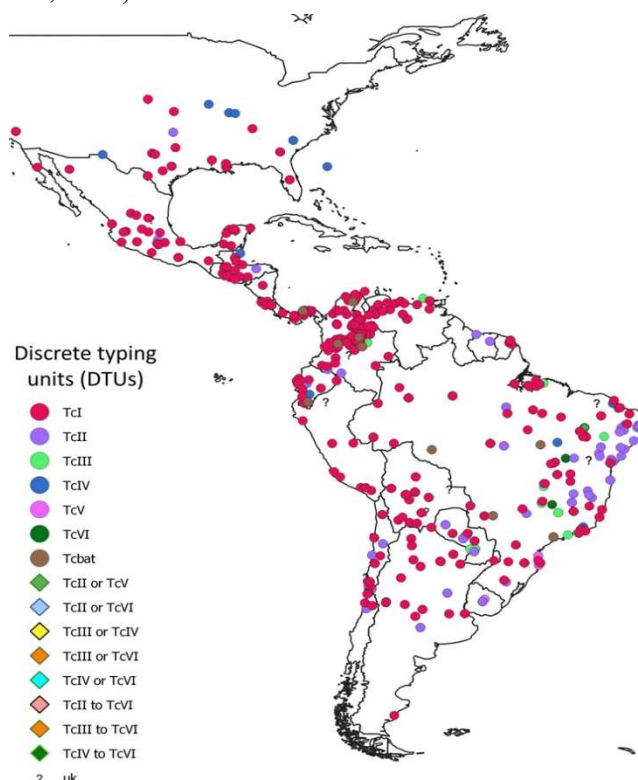 ?
?
?
Discrete typing
units (DTUs)
TcI
TcII
TcIII
TcIV
TcV
TcVI
Tcbat
TcII or TcV
TcII or TcVI
TcIII or TcIV
TcIII or TcVI
TcIV or TcVI
TcII to TcVI
TcIII to TcVI
TcIV to TcVI
? uk